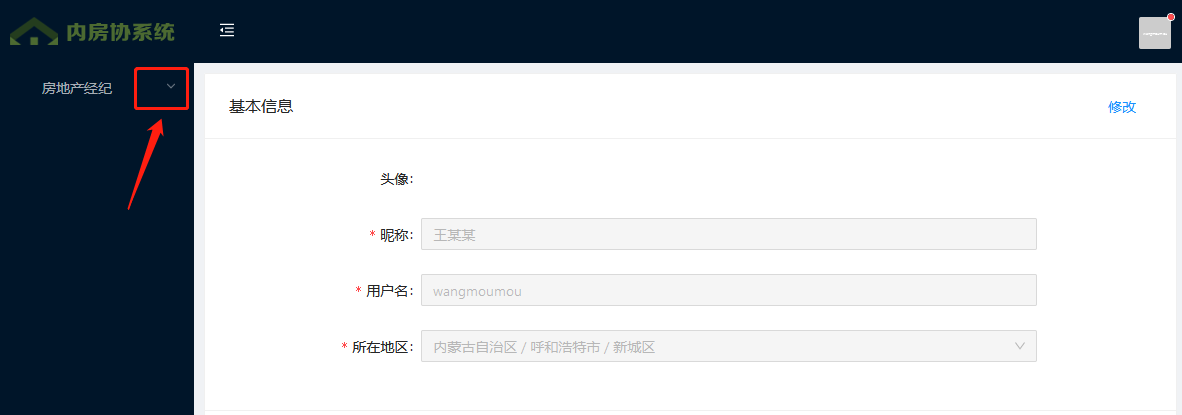 内房协系统
房地产经纪
基本信息
修改
头像:
* 昵称: 王某某
* 用户名: wangmoumou
* 所在地区: 内蒙古自治区 / 呼和浩特市 / 新城区